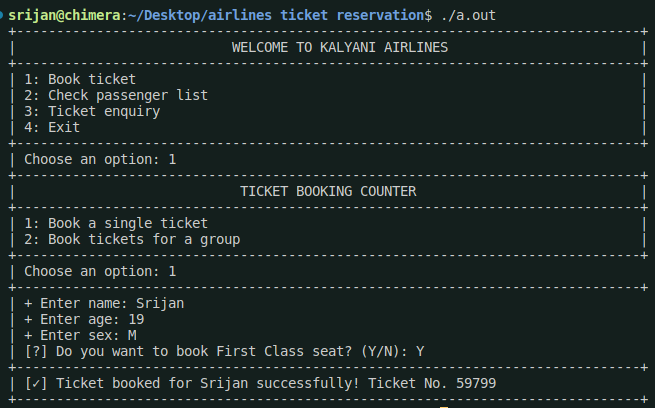 srijan@chimera:~/Desktop/airlines ticket reservation$ ./a.out
WELCOME TO KALYANI AIRLINES
1: Book ticket
2: Check passenger list
3: Ticket enquiry
4: Exit
Choose an option: 1
TICKET BOOKING COUNTER
1: Book a single ticket
2: Book tickets for a group
Choose an option: 1
+ Enter name: Srijan
+ Enter age: 19
+ Enter sex: M
[?] Do you want to book First Class seat? (Y/N): Y
[✓] Ticket booked for Srijan successfully! Ticket No. 59799